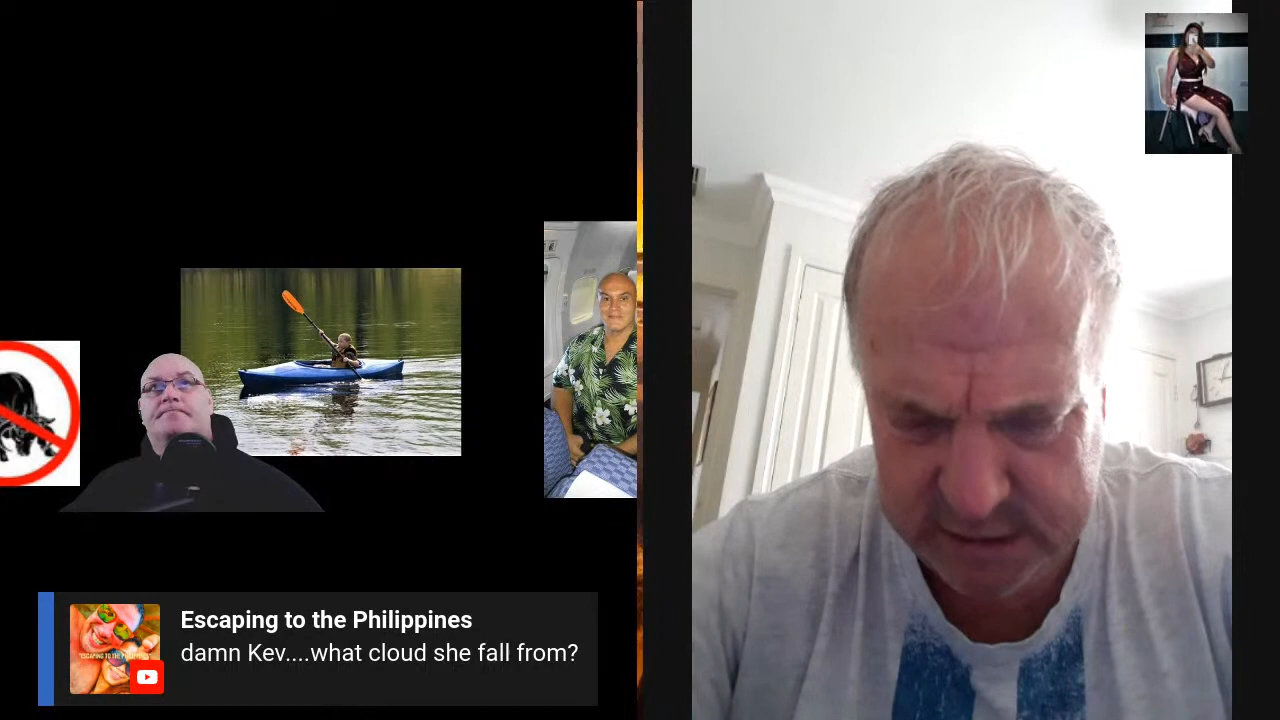 Escaping to the Philippines
damn Kev....what cloud she fall from?